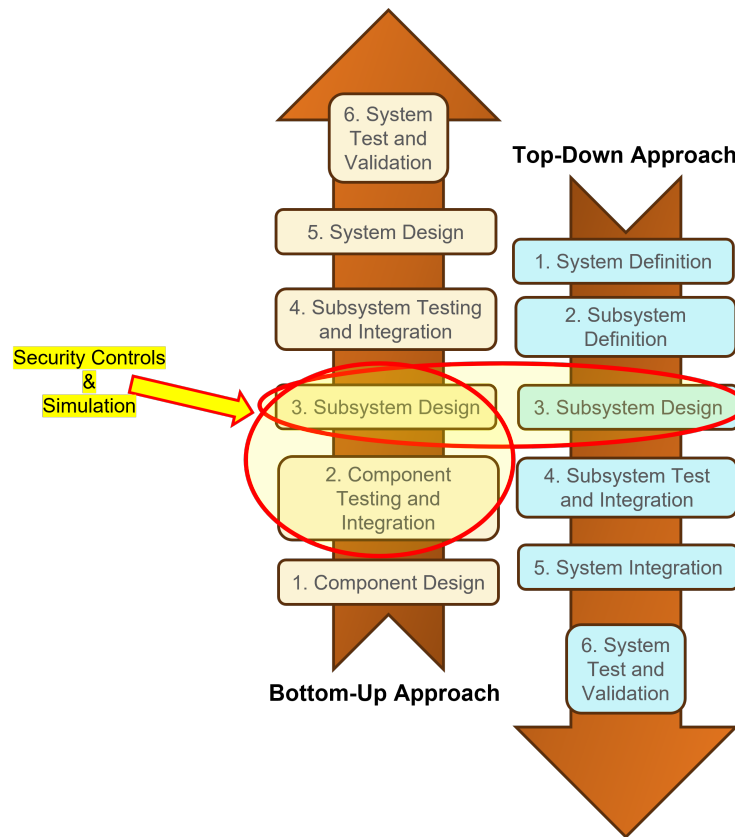 6. System
Test and
Validation
5. System Design
4. Subsystem Testing
and Integration
3. Subsystem Design
2. Component
Testing and
Integration
1. Component Design
Bottom-Up Approach
Security Controls
&
Simulation
Top-Down Approach
1. System Definition
2. Subsystem
Definition
3. Subsystem Design
4. Subsystem Test
and Integration
5. System Integration
6. System
Test and
Validation